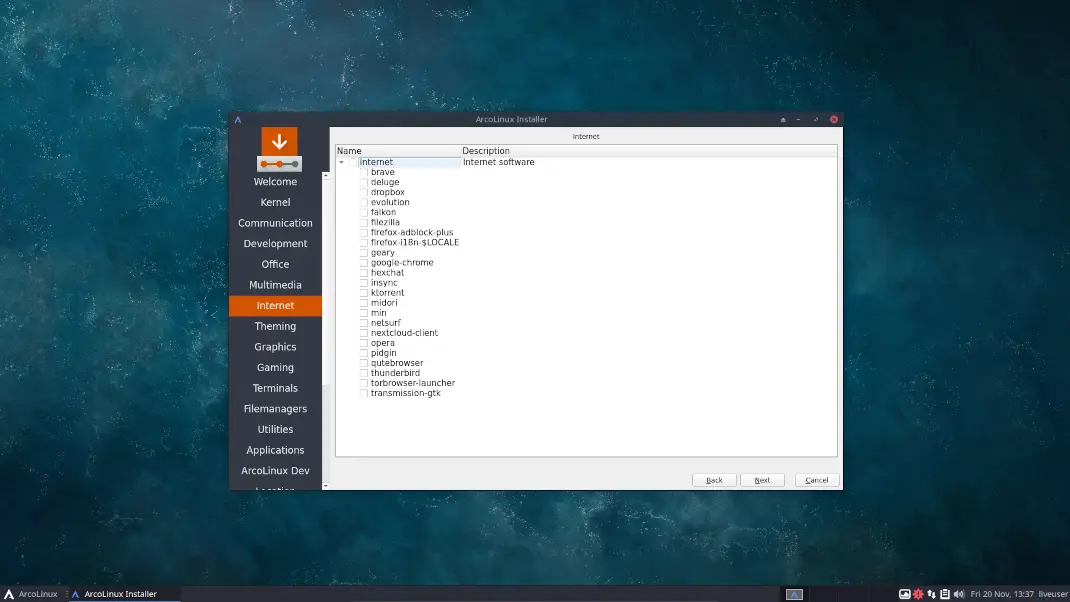 ArcoLinux Installer
Welcome
Kernel
Communication
Development
Office
Multimedia
Internet
Theming
Graphics
Gaming
Terminals
Filemanagers
Utilities
Applications
ArcoLinux Dev
Location
Internet
Name Description
Internet Internet software
brave
deluge
dropbox
evolution
falkon
filezilla
firefox-adblock-plus
firefox-i18n-$LOCALE
geary
google-chrome
hexchat
insync
ktorrent
midori
min
netsurf
nextcloud-client
opera
pidgin
qutebrowser
thunderbird
torbrowser-launcher
transmission-gtk
Back Next Cancel
ArcoLinux ArcoLinux Installer Fri 20 Nov, 13:37 liveuser